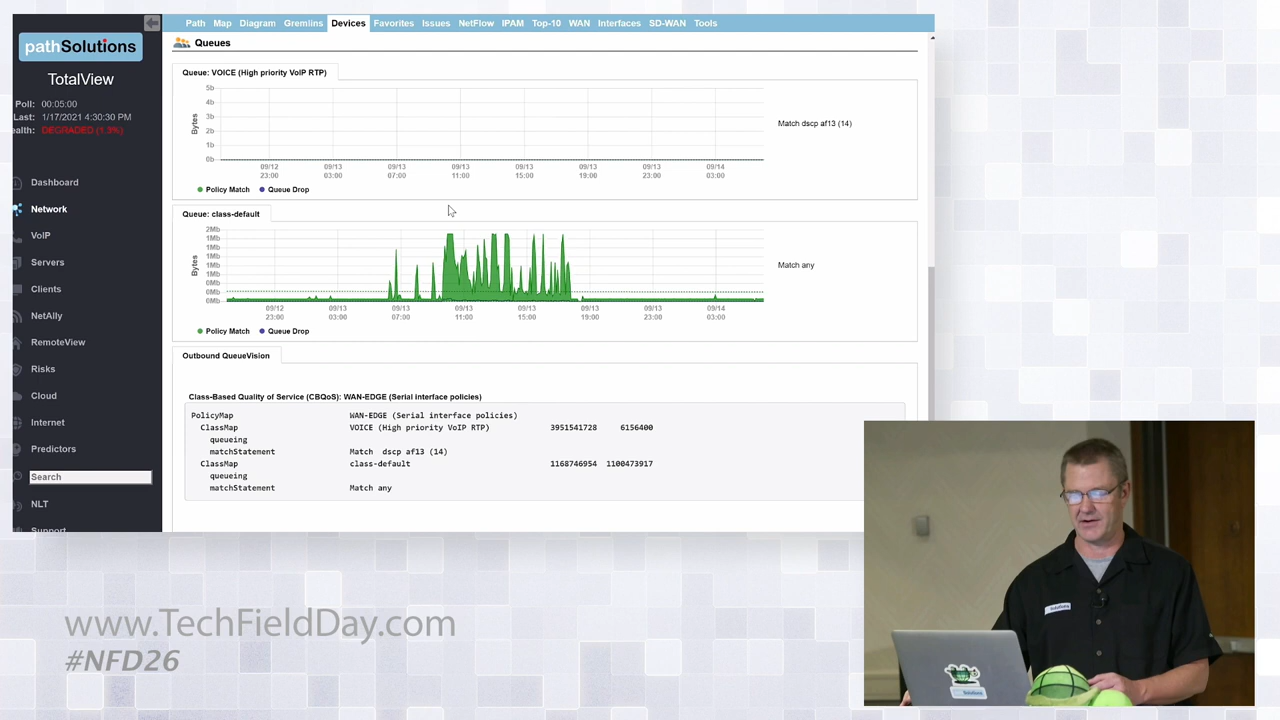 Path Map Diagram Gremlins Devices Favorites Issues NetFlow IPAM Top-10 WAN Interfaces SD-WAN Tools
pathSolutions
TotalView
Poll: 00:05:00
Last: 1/17/2021 4:30:30 PM
ealth: DEGRADED (1.3%)
Dashboard
Network
VoIP
Servers
Clients
NetAlly
RemoteView
Risks
Cloud
Internet
Predictors
Search
NLT
Support
Queues
Queue: VOICE (High priority VoIP RTP)
5b
4b
3b
2b
1b
0b
Bytes
09/12 23:00
09/13 03:00
09/13 07:00
09/13 11:00
09/13 15:00
09/13 19:00
09/13 23:00
09/14 03:00
Policy Match Queue Drop
Match dscp af13 (14)
Queue: class-default
2Mb
1Mb
1Mb
1Mb
1Mb
1Mb
0Mb
0Mb
0Mb
Bytes
09/12 23:00
09/13 03:00
09/13 07:00
09/13 11:00
09/13 15:00
09/13 19:00
09/13 23:00
09/14 03:00
Policy Match Queue Drop
Match any
Outbound QueueVision
Class-Based Quality of Service (CBQoS): WAN-EDGE (Serial interface policies)
PolicyMap WAN-EDGE (Serial interface policies)
ClassMap VOICE (High priority VoIP RTP) 3951541728 6156400
queueing
matchStatement Match dscp af13 (14)
ClassMap class-default 1168746954 1100473917
queueing
matchStatement Match any
www.TechFieldDay.com
#NFD26